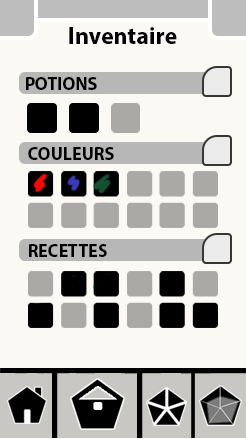 Inventaire
POTIONS
COULEURS
RECETTES